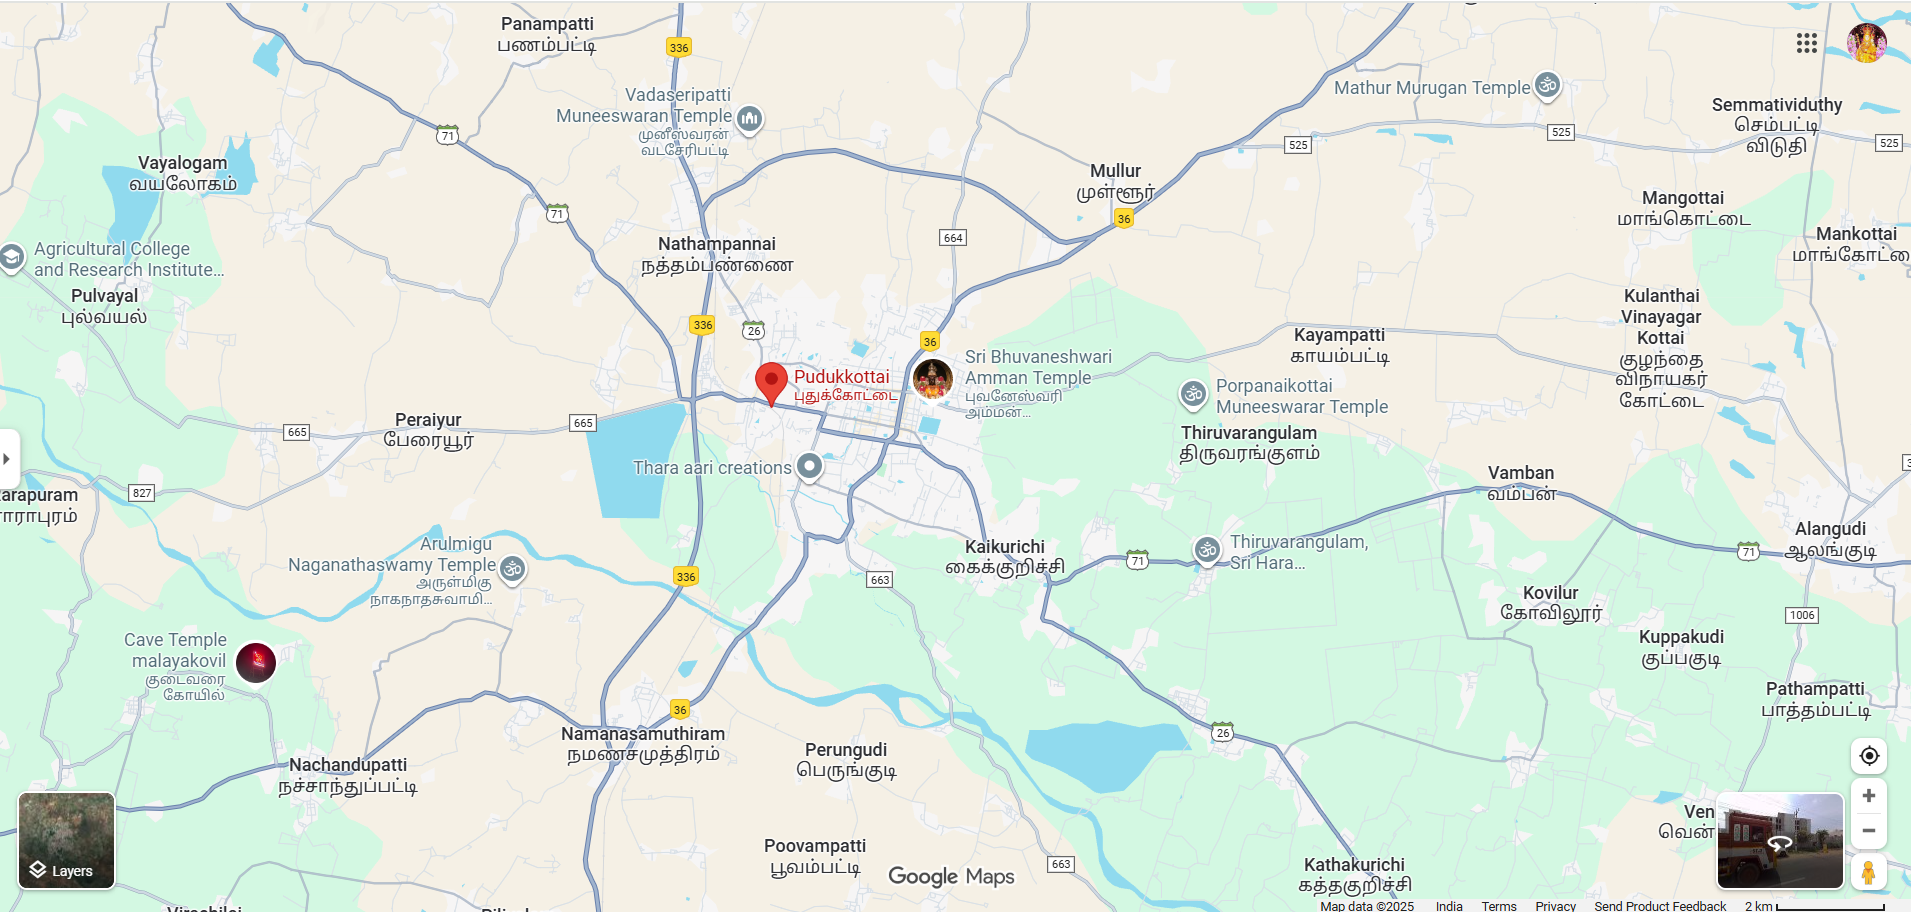 Panampatti
பணம்பட்டி
336
Vadaseripatti
Muneeswaran Temple
முனீஸ்வரன்
வடசேரிபட்டி
Mathur Murugan Temple
Semmatividuthy
செம்பட்டி
விடுதி
71
525
525
525
Vayalogam
வயலோகம்
Mullur
முள்ளூர்
36
71
Mangottai
மாங்கொட்டை
Mankottai
Agricultural College
and Research Institute...
Nathampannai
நத்தம்பண்ணை
664
Pulvayal
புல்வயல்
Kulanthai
Vinayagar
Kottai
குழந்தை
விநாயகர்
கோட்டை
336
26
36
Kayampatti
காயம்பட்டி
Pudukkottai
புதுக்கோட்டை
Sri Bhuvaneshwari
Amman Temple
புவனேஸ்வரி
அம்மன்...
Porpanaikottai
Muneeswarar Temple
Peraiyur
பேரையூர்
665
665
Thiruvarangulam
திருவரங்குளம்
Thara aari creations
Vamban
வம்பன்
827
arapuram
ாராபுரம்
Alangudi
ஆலங்குடி
Arulmigu
Naganathaswamy Temple
அருள்மிகு
நாகநாதசுவாமி...
Kaikurichi
கைக்குறிச்சி
71
Thiruvarangulam,
Sri Hara...
71
336
663
Kovilur
கோவிலூர்
1006
Cave Temple
malayakovil
குடைவரை
கோயில்
Kuppakudi
குப்பகுடி
Pathampatti
பாத்தம்பட்டி
36
26
Namanasamuthiram
நமணசமுத்திரம்
Perungudi
பெருங்குடி
Nachandupatti
நச்சாந்துப்பட்டி
Ven
வென்
Layers
Poovampatti
பூவம்பட்டி
Google Maps
663
Kathakurichi
கத்தகுறிச்சி
Map data ©2025 India Terms Privacy Send Product Feedback 2 km